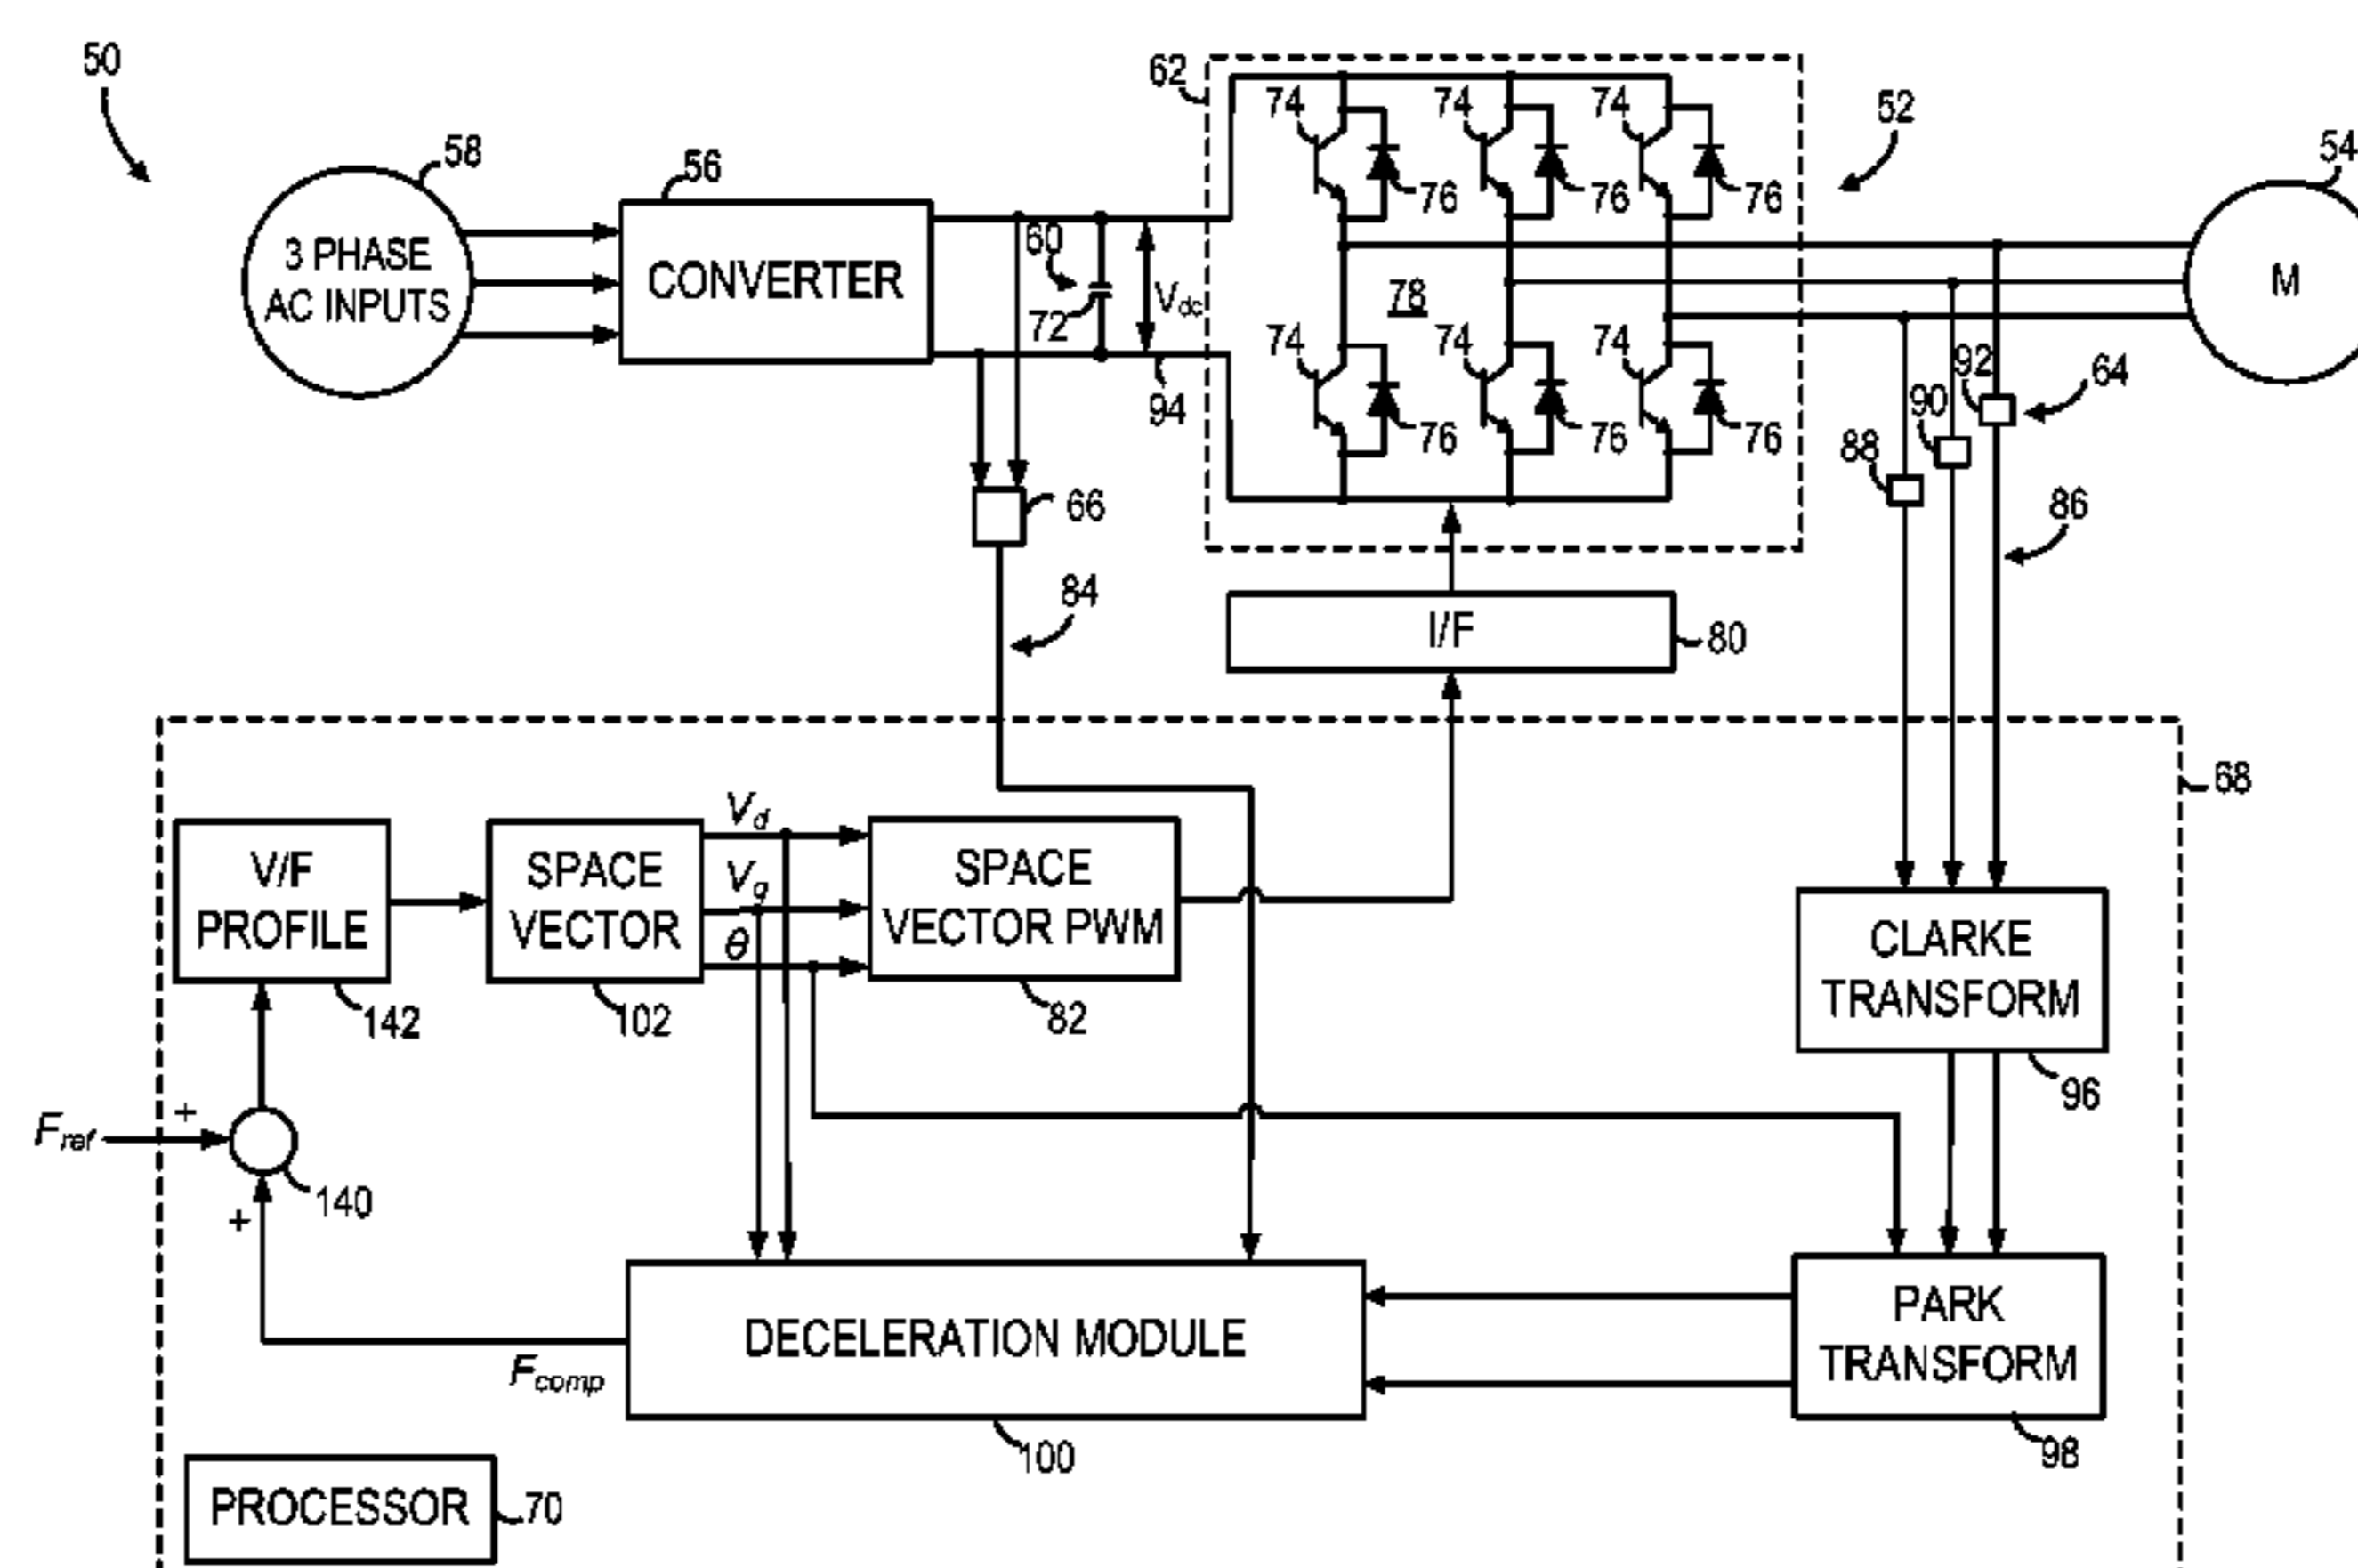 50
58
3 PHASE
AC INPUTS
56
CONVERTER
60
72
Vdc
94
62
74
74
74
76
76
76
78
74
74
74
76
76
76
52
54
M
92
64
90
88
86
66
84
I/F
80
68
V/F
PROFILE
142
SPACE
VECTOR
102
Vd
Vq
θ
SPACE
VECTOR PWM
82
CLARKE
TRANSFORM
96
Fref
+
+
140
Fcomp
DECELERATION MODULE
100
PARK
TRANSFORM
98
PROCESSOR
70